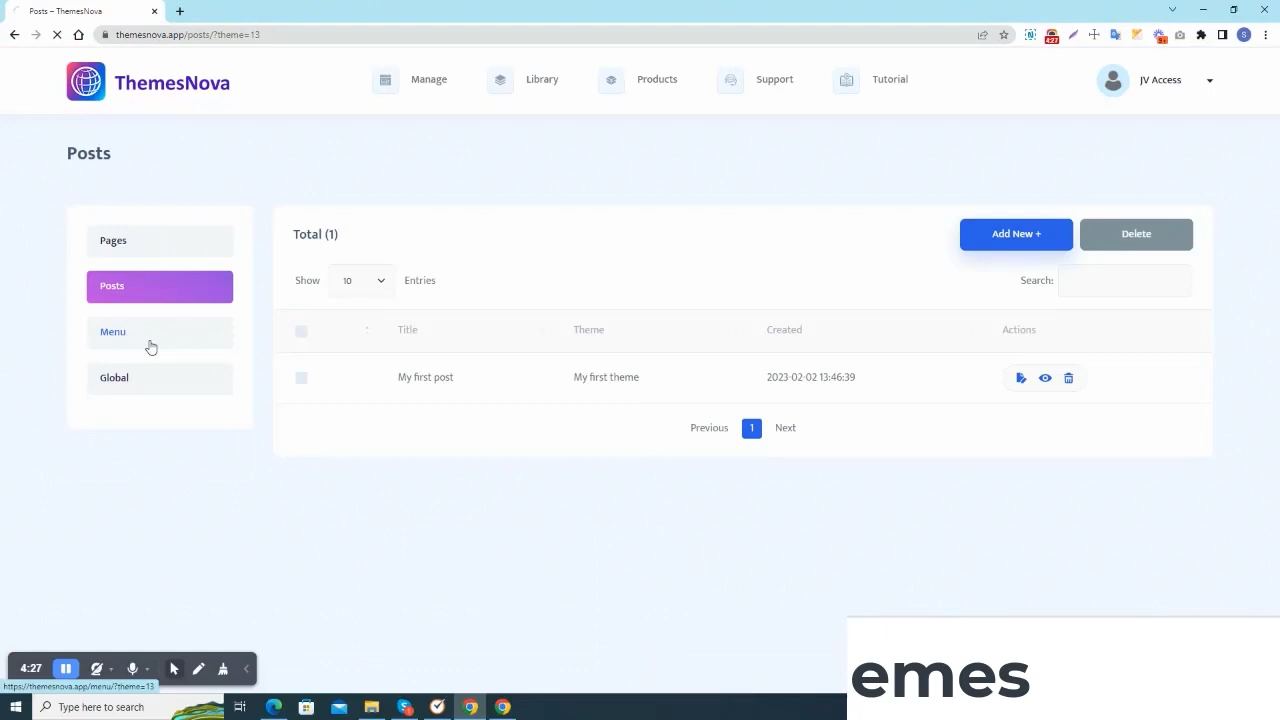 Posts – ThemesNova
themesnova.app/posts/?theme=13
4:27
9+
S
ThemesNova
Manage
Library
Products
Support
Tutorial
JV Access
Posts
Pages
Posts
Menu
Global
Total (1)
Add New +
Delete
Show 10 Entries
Search:
Title
Theme
Created
Actions
My first post
My first theme
2023-02-02 13:46:39
Previous 1 Next
4:27
https://themesnova.app/menu/?theme=13
Type here to search
emes